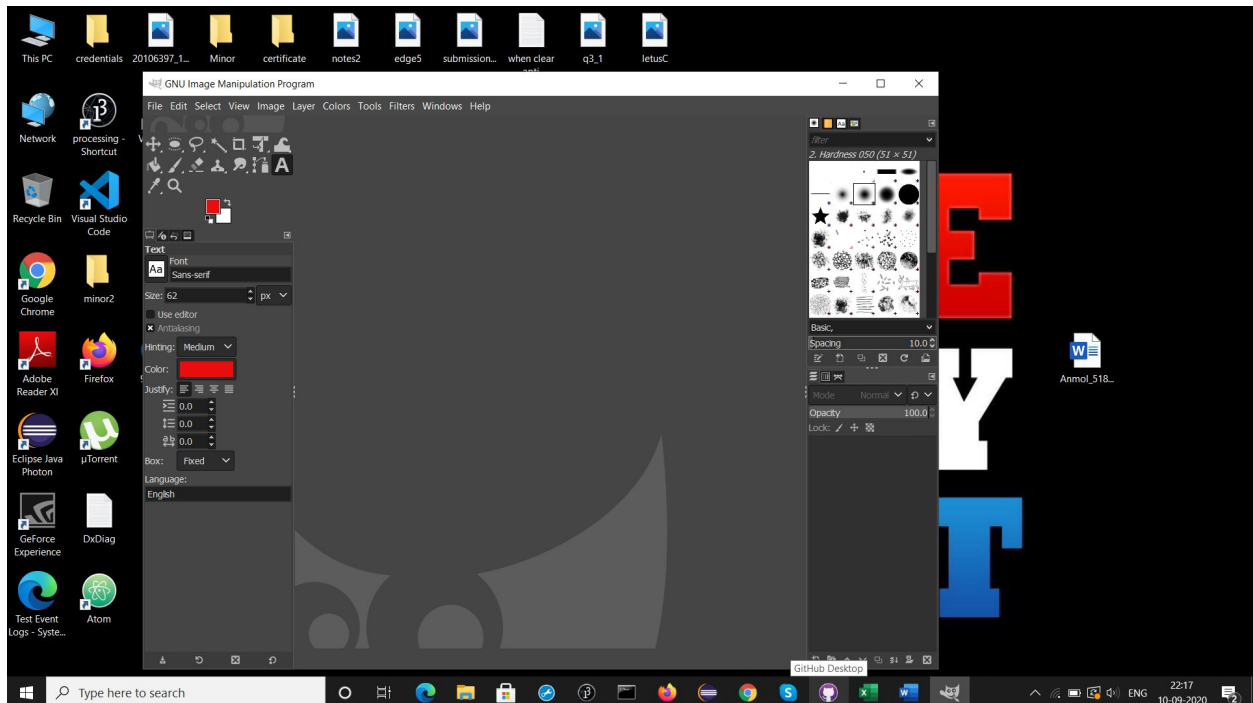 This PC
credentials
20106397_1...
Minor
certificate
notes2
edge5
submission...
when clear
q3_1
letusC
GNU Image Manipulation Program
File Edit Select View Image Layer Colors Tools Filters Windows Help
Network
processing -
Shortcut
filter
2. Hardness 050 (51 × 51)
Recycle Bin
Visual Studio
Code
Text
Font
Aa
Sans-serif
Size: 62
px
Use editor
Antialiasing
Hinting: Medium
Color:
Justify:
0.0
0.0
0.0
Box: Fixed
Language:
English
Google
Chrome
minor2
Basic,
Spacing 10.0
Mode Normal
Opacity 100.0
Lock:
E
Y
T
Anmol_518...
Adobe
Reader XI
Firefox
Eclipse Java
Photon
µTorrent
GeForce
Experience
DxDiag
Test Event
Logs - Syste...
Atom
GitHub Desktop
Type here to search
ENG
22:17
10-09-2020
2